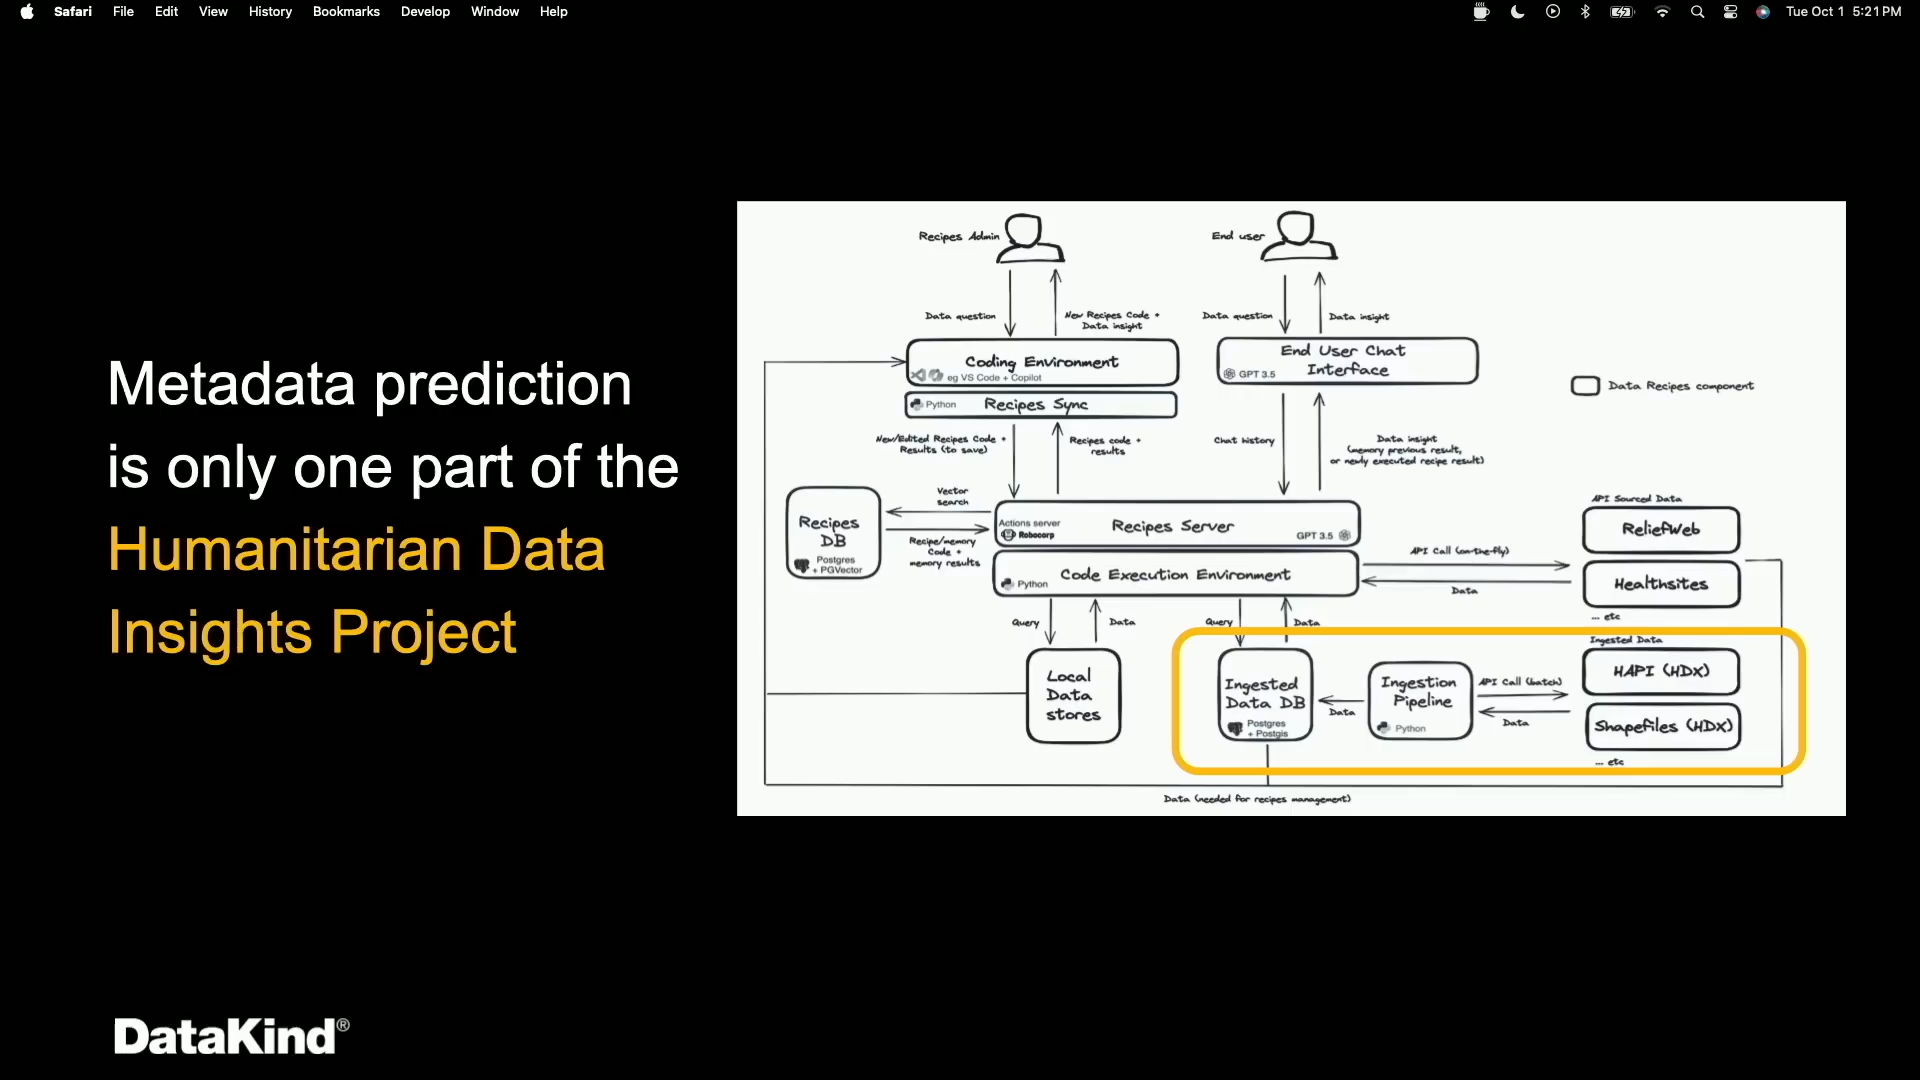 Safari File Edit View History Bookmarks Develop Window Help
Tue Oct 1 5:21 PM
Metadata prediction
is only one part of the
Humanitarian Data
Insights Project
Recipes Admin
End user
Data question
New Recipes Code +
Data insight
Data question
Data insight
Coding Environment
eg VS Code + Copilot
End User Chat
Interface
GPT 3.5
Data Recipes component
Python
Recipes Sync
New/Edited Recipes Code +
Results (to save)
Recipes code +
results
Chat history
Data insight
(memory previous result,
or newly executed recipe result)
Recipes
DB
Postgres
+ PGVector
Vector
search
Recipe/memory
Code +
memory results
Actions server
Robocorp
Recipes Server
GPT 3.5
Python
Code Execution Environment
API Call (on-the-fly)
Data
API Sourced Data
ReliefWeb
Healthsites
... etc
Query
Data
Query
Data
Local
Data
stores
Ingested
Data DB
Postgres
+ Postgis
Data
Ingestion
Pipeline
Python
API Call (batch)
Data
Ingested Data
HAPI (HDX)
Shapefiles (HDX)
... etc
Data (needed for recipes management)
DataKind®